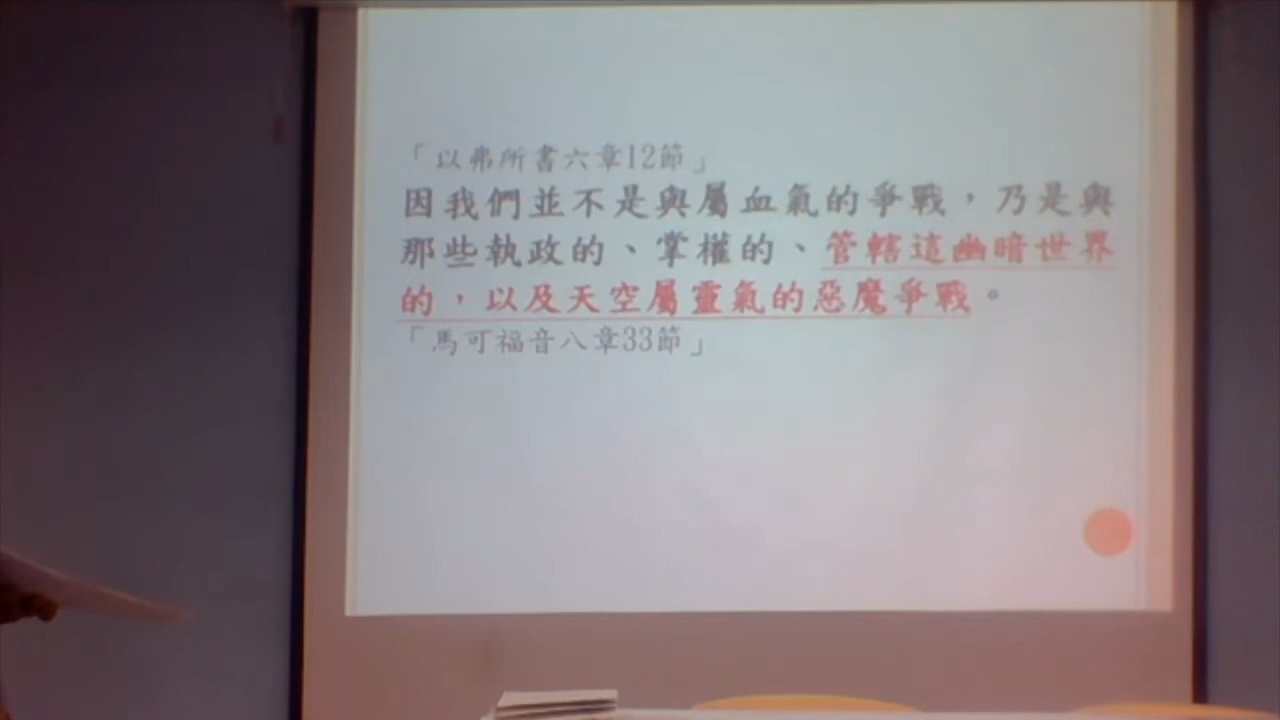 「以弗所書六章12節」
因我們並不是與屬血氣的爭戰，乃是與
那些執政的、掌權的、管轄這幽暗世界
的，以及天空屬靈氣的惡魔爭戰。
「馬可福音八章33節」